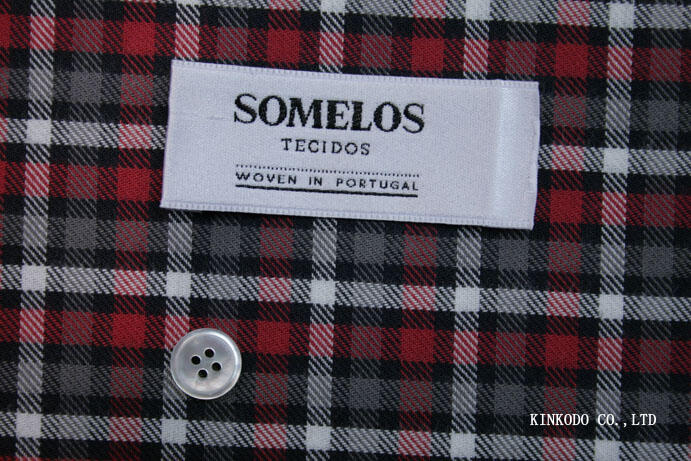 SOMELOS
TECIDOS
WOVEN IN PORTUGAL
KINKODO CO.,LTD